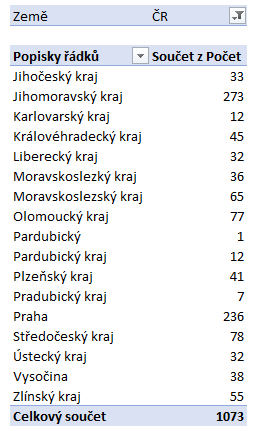 Země ČR
Popisky řádků Součet z Počet
Jihočeský kraj 33
Jihomoravský kraj 273
Karlovarský kraj 12
Královéhradecký kraj 45
Liberecký kraj 32
Moravskoslezký kraj 36
Moravskoslezský kraj 65
Olomoucký kraj 77
Pardubický 1
Pardubický kraj 12
Plzeňský kraj 41
Pradubický kraj 7
Praha 236
Středočeský kraj 78
Ústecký kraj 32
Vysočina 38
Zlínský kraj 55
Celkový součet 1073